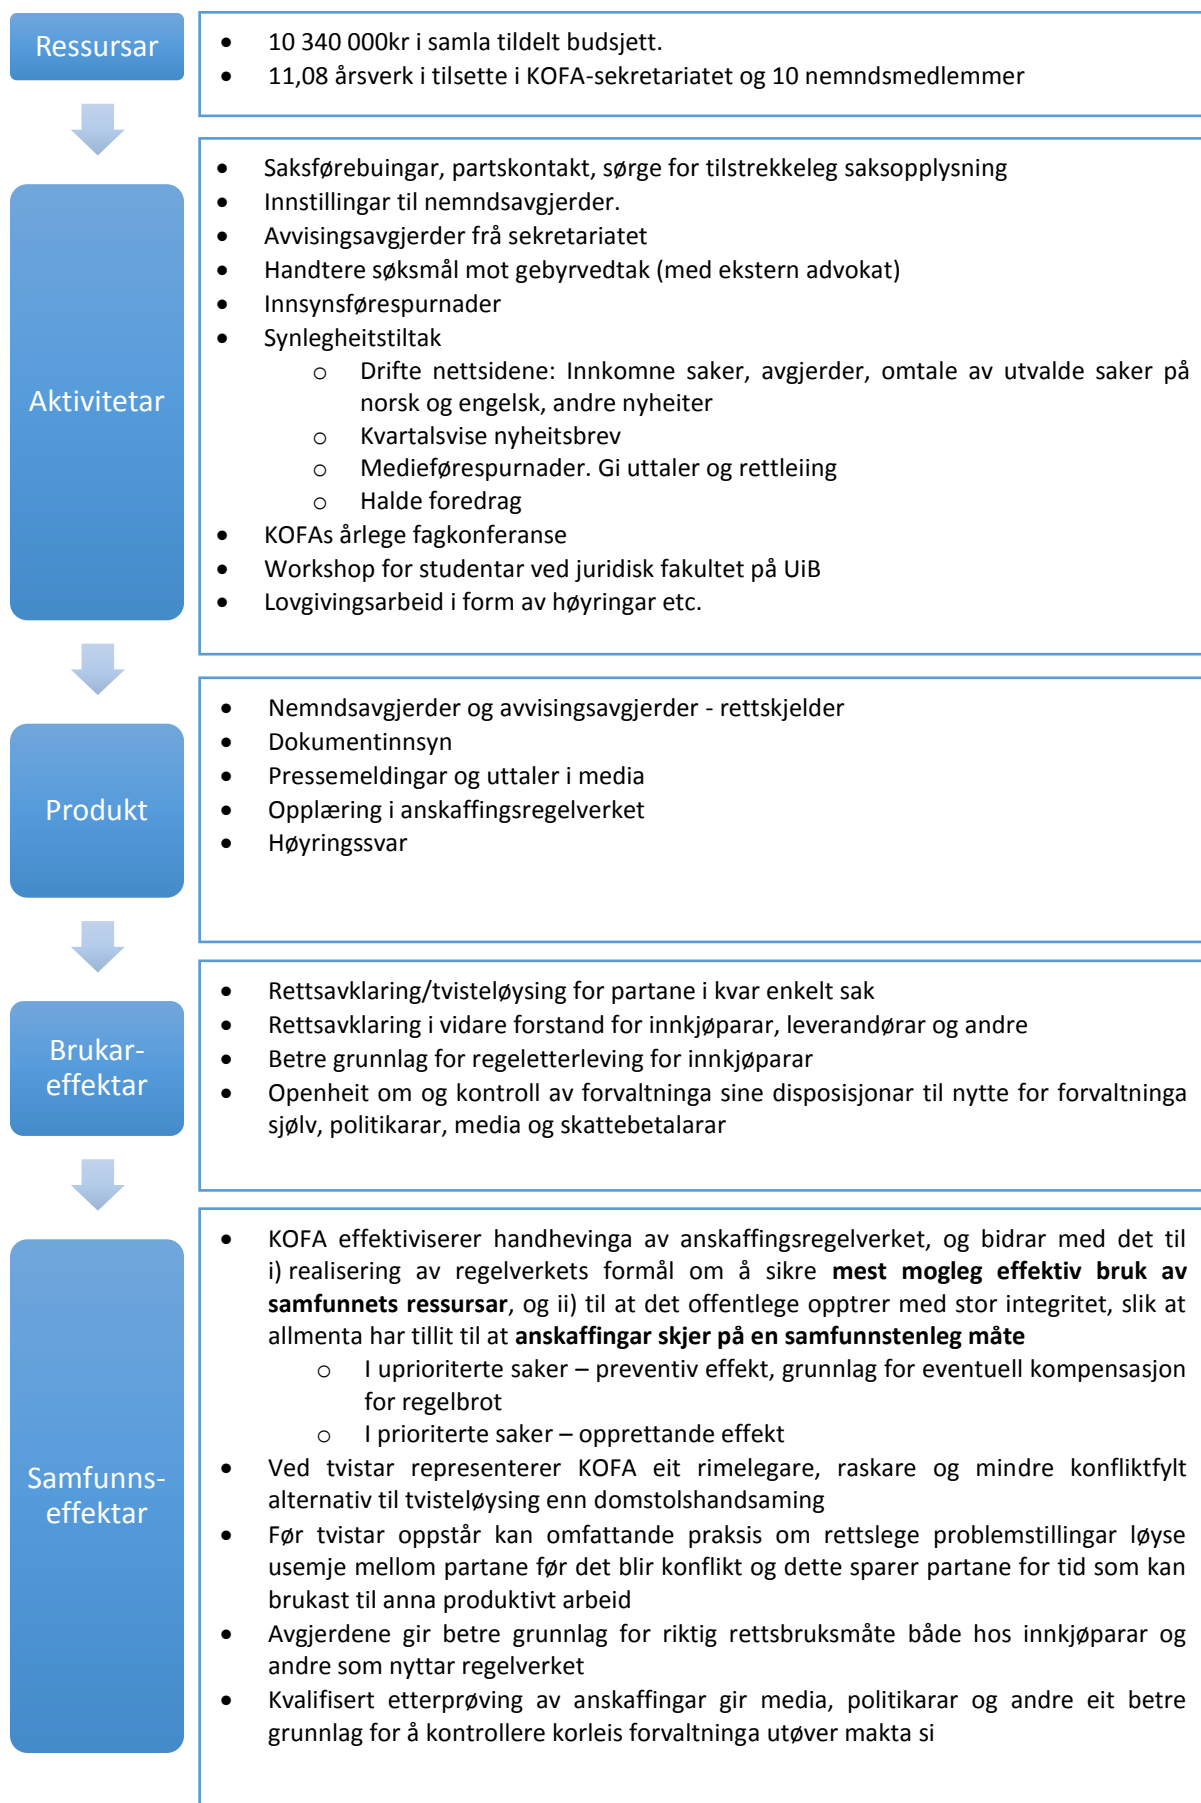 Ressursar
• 10 340 000kr i samla tildelt budsjett.
• 11,08 årsverk i tilsette i KOFA-sekretariatet og 10 nemndsmedlemmer
Aktivitetar
• Saksførebuingar, partskontakt, sørge for tilstrekkeleg saksopplysning
• Innstillingar til nemndsavgjerder.
• Avvisingsavgjerder frå sekretariatet
• Handtere søksmål mot gebyrvedtak (med ekstern advokat)
• Innsynsførespurnader
• Synlegheitstiltak
o Drifte nettsidene: Innkomne saker, avgjerder, omtale av utvalde saker på
norsk og engelsk, andre nyheiter
o Kvartalsvise nyheitsbrev
o Medieførespurnader. Gi uttaler og rettleiing
o Halde foredrag
• KOFAs årlege fagkonferanse
• Workshop for studentar ved juridisk fakultet på UiB
• Lovgivingsarbeid i form av høyringar etc.
Produkt
• Nemndsavgjerder og avvisingsavgjerder - rettskjelder
• Dokumentinnsyn
• Pressemeldingar og uttaler i media
• Opplæring i anskaffingsregelverket
• Høyringssvar
Brukar-
effektar
• Rettsavklaring/tvisteløysing for partane i kvar enkelt sak
• Rettsavklaring i vidare forstand for innkjøparar, leverandørar og andre
• Betre grunnlag for regeletterleving for innkjøparar
• Openheit om og kontroll av forvaltninga sine disposisjonar til nytte for forvaltninga
sjølv, politikarar, media og skattebetalarar
Samfunns-
effektar
• KOFA effektiviserer handhevinga av anskaffingsregelverket, og bidrar med det til
i) realisering av regelverkets formål om å sikre mest mogleg effektiv bruk av
samfunnets ressursar, og ii) til at det offentlege opptrer med stor integritet, slik at
allmenta har tillit til at anskaffingar skjer på en samfunnstenleg måte
o I uprioriterte saker – preventiv effekt, grunnlag for eventuell kompensasjon
for regelbrot
o I prioriterte saker – opprettande effekt
• Ved tvistar representerer KOFA eit rimelegare, raskare og mindre konfliktfylt
alternativ til tvisteløysing enn domstolshandsaming
• Før tvistar oppstår kan omfattande praksis om rettslege problemstillingar løyse
usemje mellom partane før det blir konflikt og dette sparer partane for tid som kan
brukast til anna produktivt arbeid
• Avgjerdene gir betre grunnlag for riktig rettsbruksmåte både hos innkjøparar og
andre som nyttar regelverket
• Kvalifisert etterprøving av anskaffingar gir media, politikarar og andre eit betre
grunnlag for å kontrollere korleis forvaltninga utøver makta si